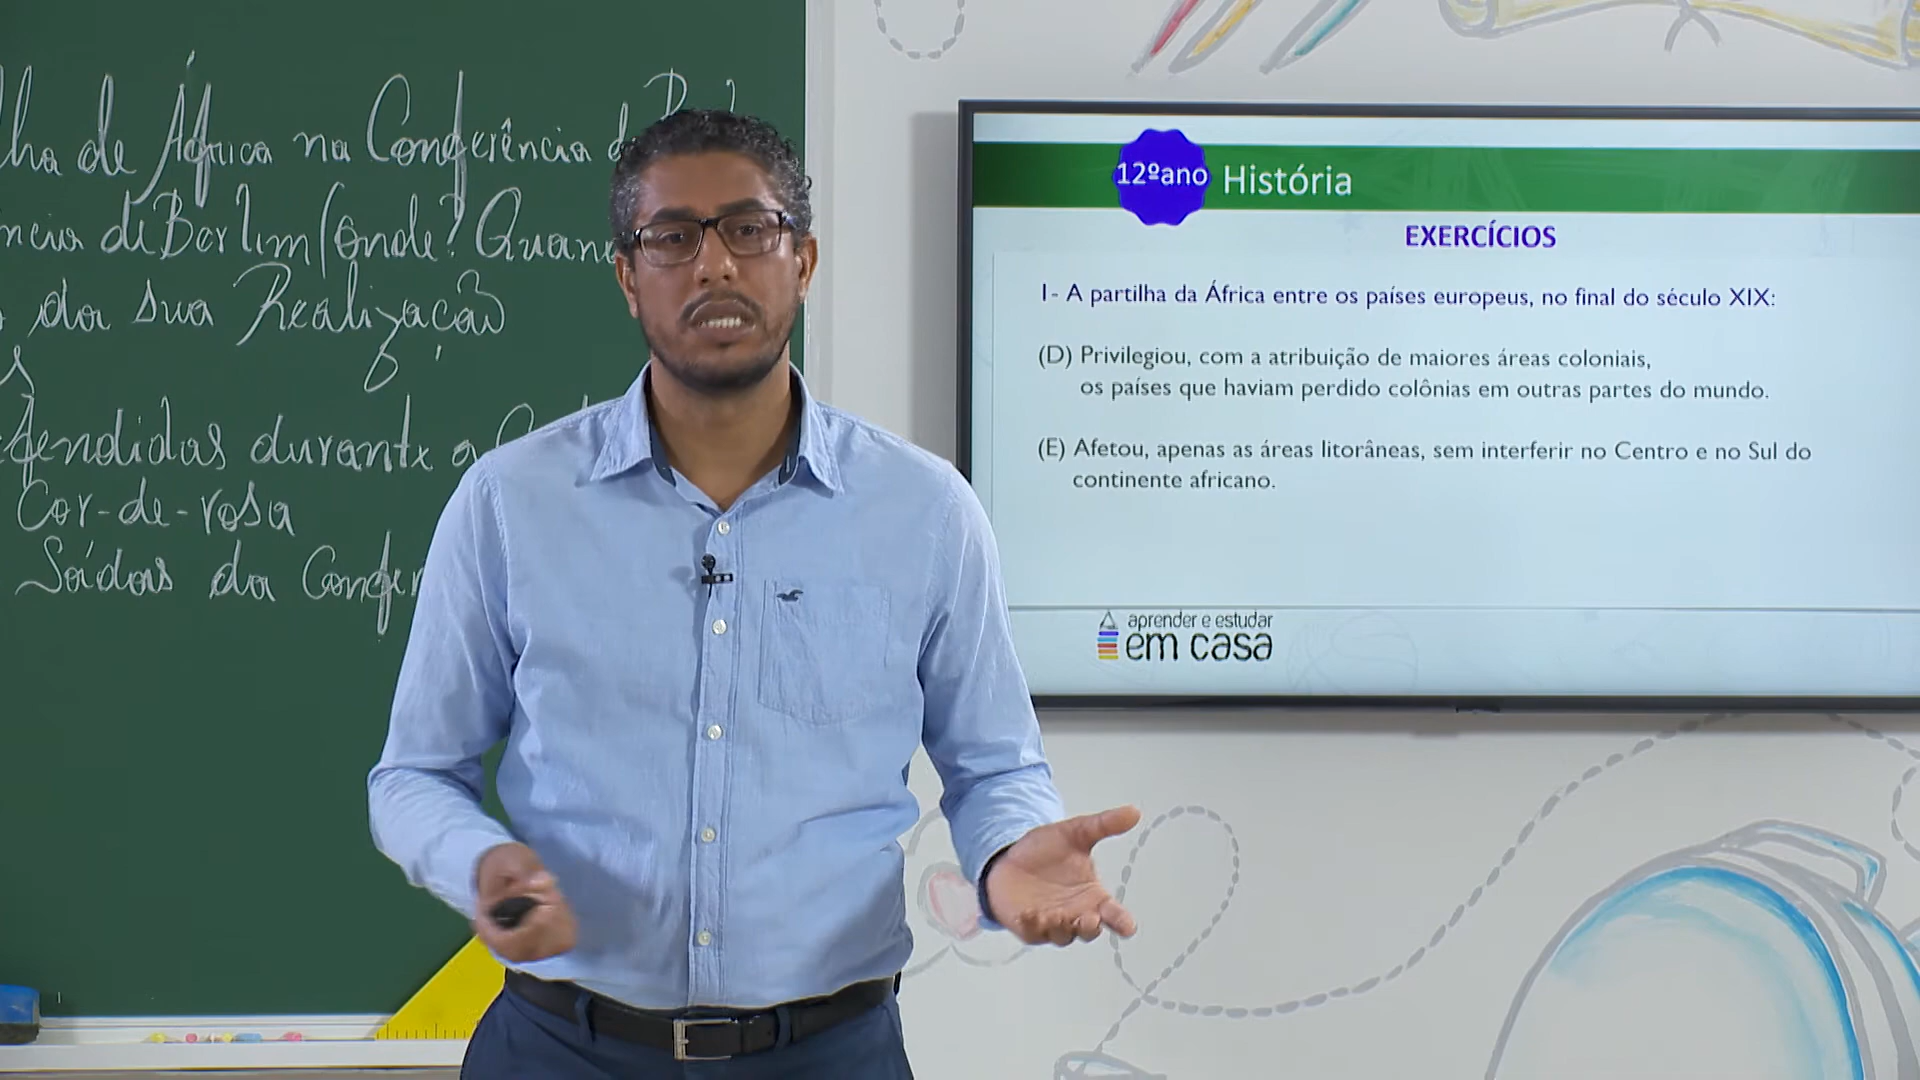 de África na Conferência
de Berlim (Onde? Quand
da sua Realização
durante a
Cor-de-rosa
Saídas da Confer
12ºano História
EXERCÍCIOS
I- A partilha da África entre os países europeus, no final do século XIX:
(D) Privilegiou, com a atribuição de maiores áreas coloniais,
os países que haviam perdido colônias em outras partes do mundo.
(E) Afetou, apenas as áreas litorâneas, sem interferir no Centro e no Sul do
continente africano.
aprender e estudar
em casa